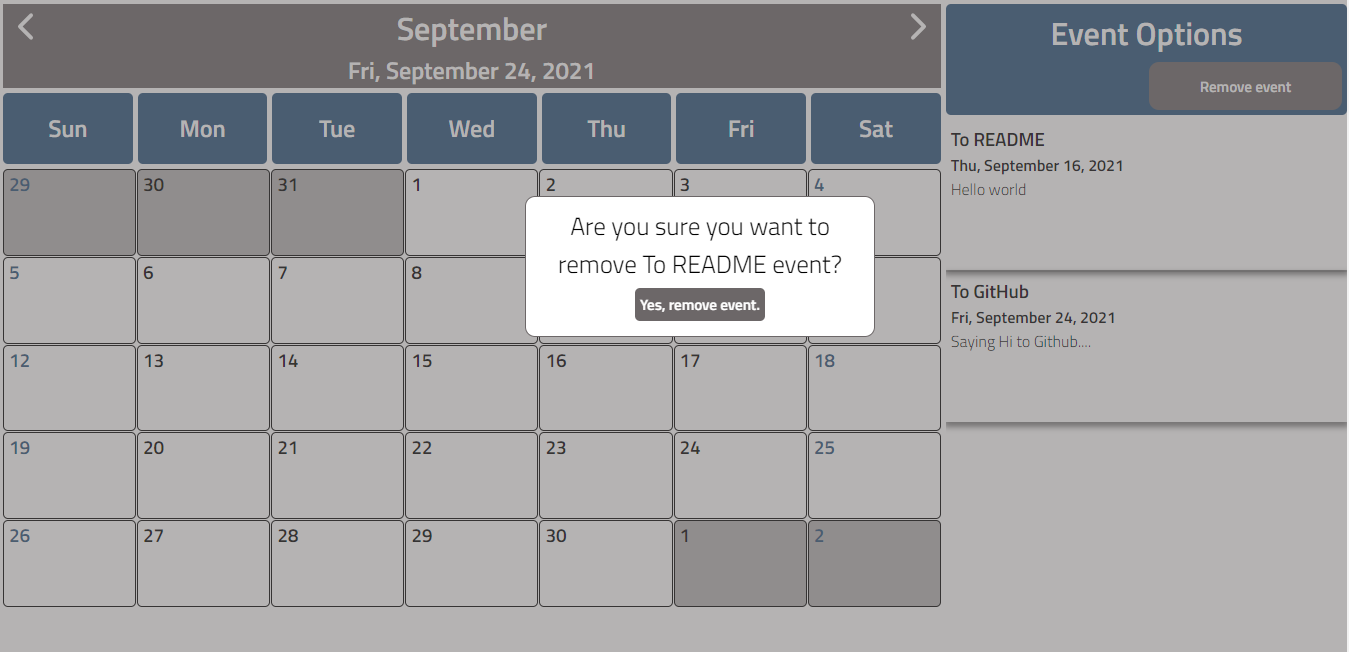 September
Fri, September 24, 2021
Sun Mon Tue Wed Thu Fri Sat
29 30 31 1 2 3 4
5 6 7 8
12 13 14 15 16 17 18
19 20 21 22 23 24 25
26 27 28 29 30 1 2
Are you sure you want to
remove To README event?
Yes, remove event.
Event Options
Remove event
To README
Thu, September 16, 2021
Hello world
To GitHub
Fri, September 24, 2021
Saying Hi to Github....